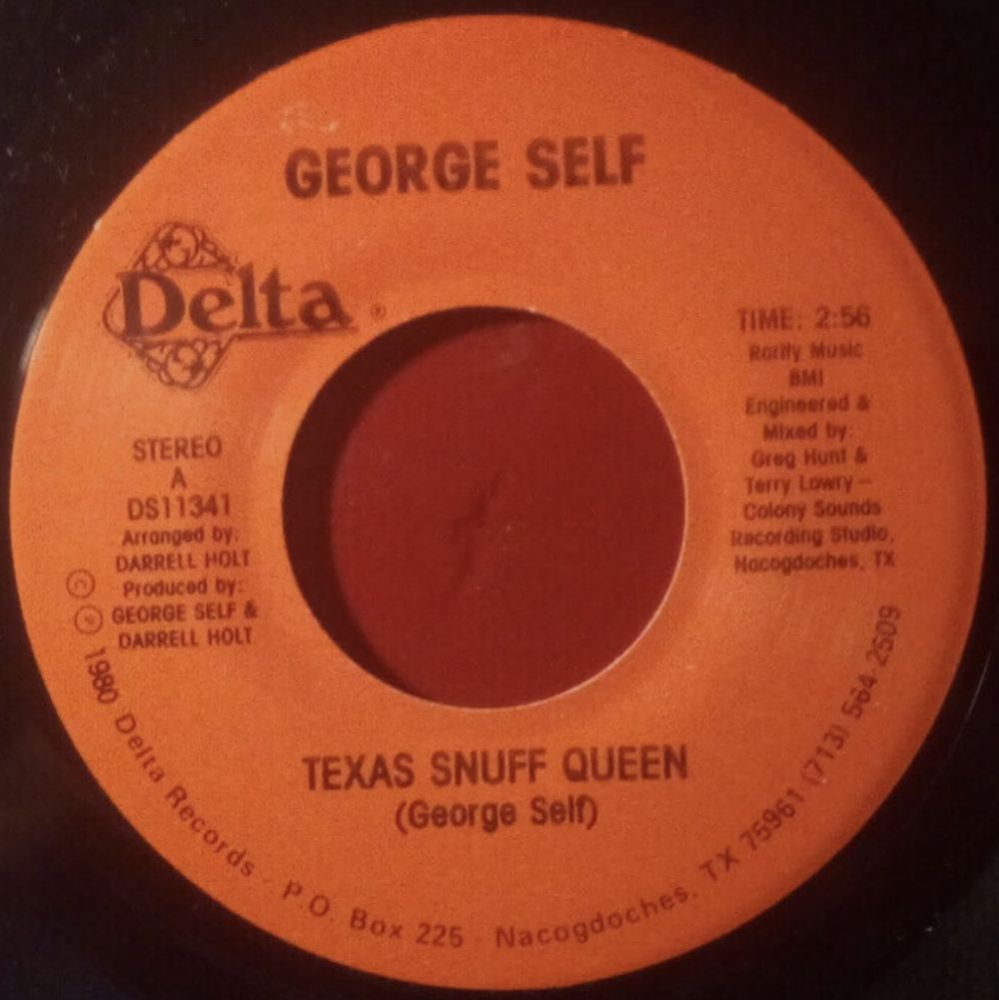 GEORGE SELF
Delta ®
STEREO
A
DS11341
Arranged by:
DARRELL HOLT
© Produced by:
℗ GEORGE SELF &
DARRELL HOLT
TIME: 2:56
Rarity Music
BMI
Engineered &
Mixed by:
Greg Hunt &
Terry Lowry –
Colony Sounds
Recording Studio,
Nacogdoches, TX
TEXAS SNUFF QUEEN
(George Self)
1980 Delta Records - P.O. Box 225 Nacogdoches, TX 75961 (713) 564-2509